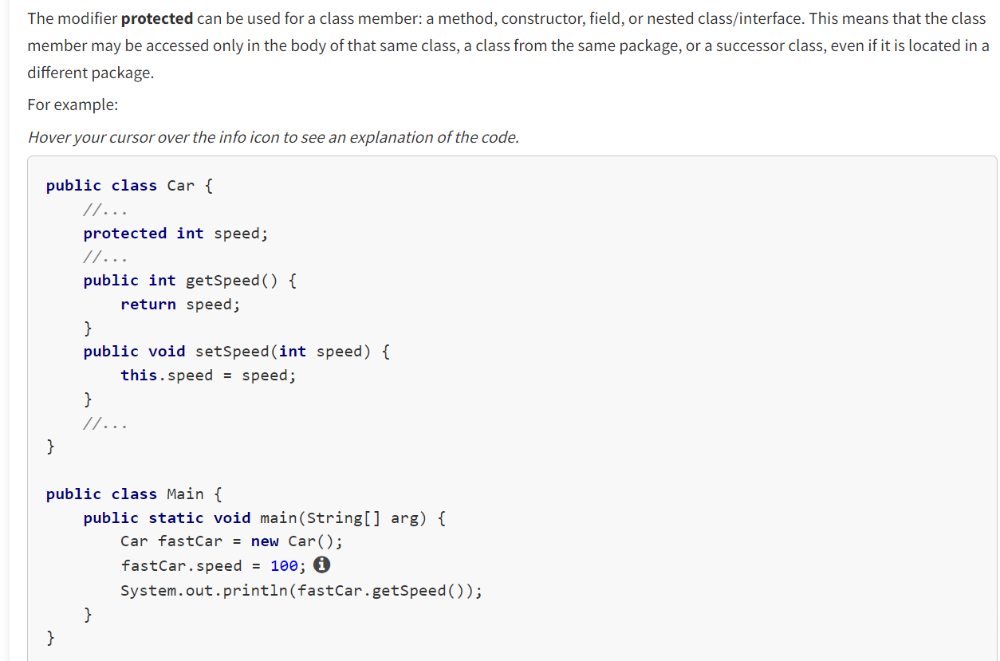 The modifier protected can be used for a class member: a method, constructor, field, or nested class/interface. This means that the class
member may be accessed only in the body of that same class, a class from the same package, or a successor class, even if it is located in a
different package.
For example:
Hover your cursor over the info icon to see an explanation of the code.
public class Car {
    //...
    protected int speed;
    //...
    public int getSpeed() {
        return speed;
    }
    public void setSpeed(int speed) {
        this.speed = speed;
    }
    //...
}

public class Main {
    public static void main(String[] arg) {
        Car fastCar = new Car();
        fastCar.speed = 100; i
        System.out.println(fastCar.getSpeed());
    }
}